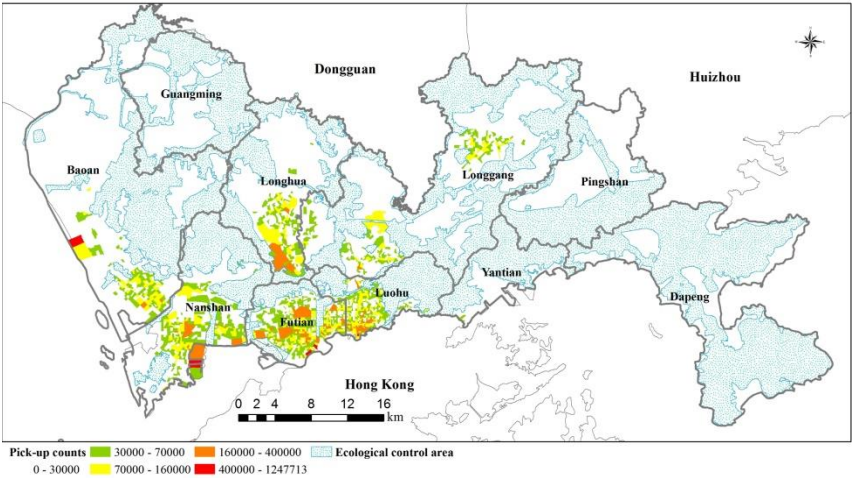 Dongguan
Huizhou
Guangming
Baoan
Longhua
Longgang
Pingshan
Yantian
Luohu
Dapeng
Nanshan
Futian
Hong Kong
0 2 4 8 12 16
km
Pick-up counts 30000 - 70000 160000 - 400000 Ecological control area
0 - 30000 70000 - 160000 400000 - 1247713